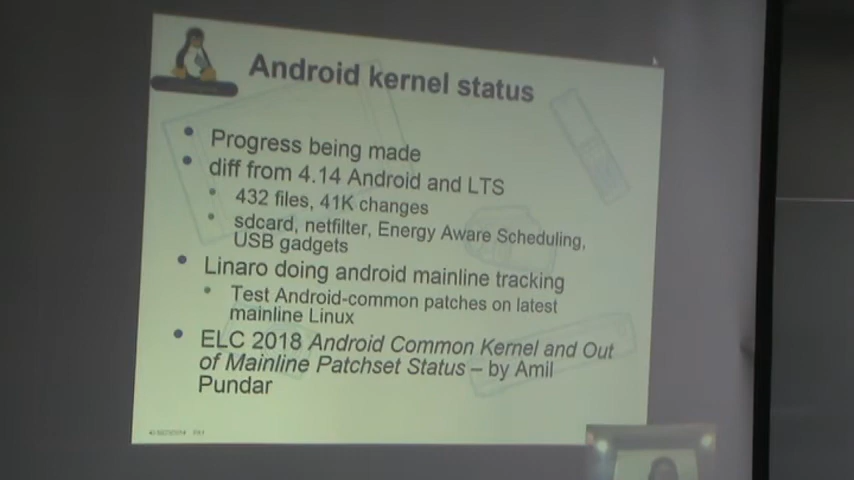 Android kernel status
Progress being made
diff from 4.14 Android and LTS
432 files, 41K changes
sdcard, netfilter, Energy Aware Scheduling,
USB gadgets
Linaro doing android mainline tracking
Test Android-common patches on latest
mainline Linux
ELC 2018 Android Common Kernel and Out
of Mainline Patchset Status – by Amil
Pundar